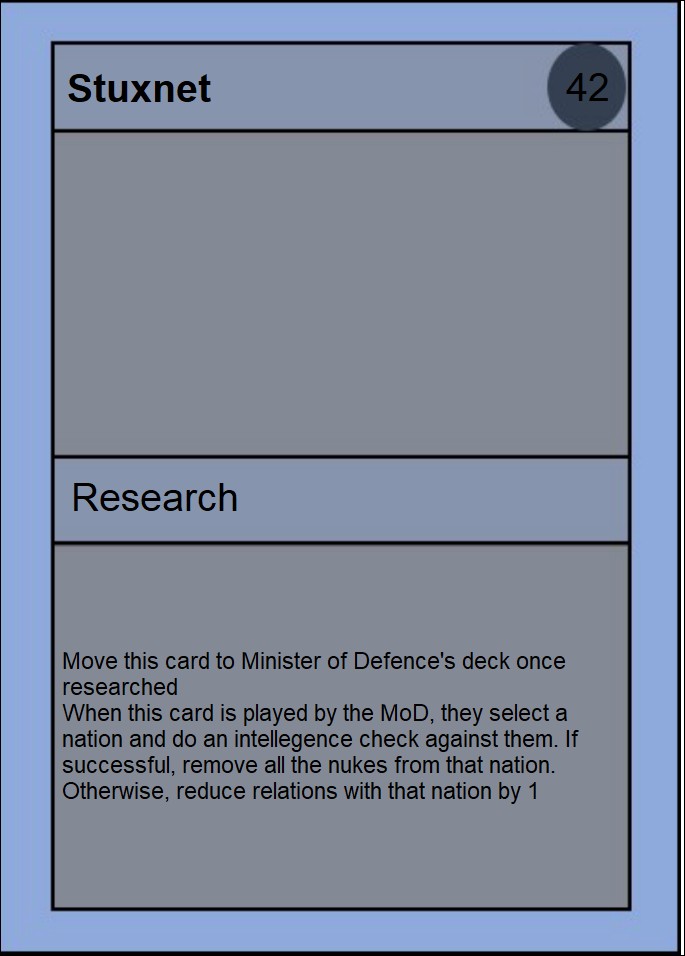 Stuxnet
42
Research
Move this card to Minister of Defence's deck once
researched
When this card is played by the MoD, they select a
nation and do an intellegence check against them. If
successful, remove all the nukes from that nation.
Otherwise, reduce relations with that nation by 1